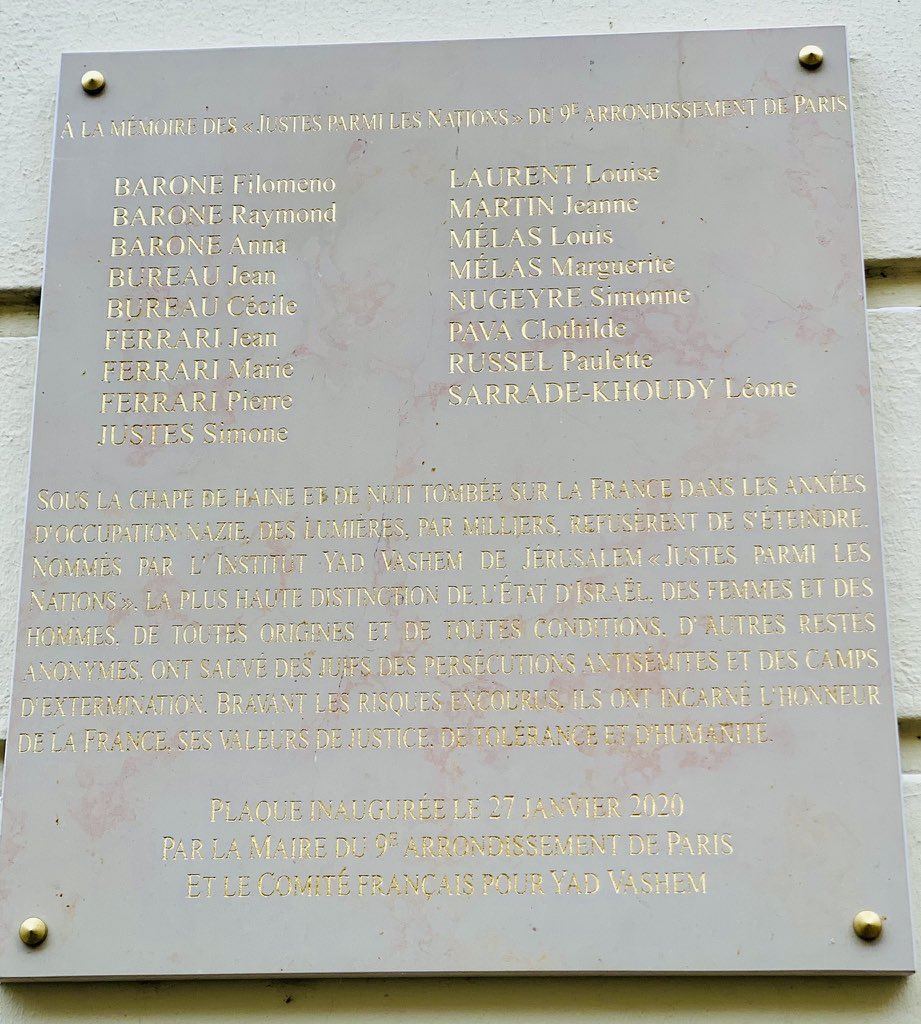 À LA MÉMOIRE DES « JUSTES PARMI LES NATIONS » DU 9E ARRONDISSEMENT DE PARIS
BARONE Filomeno
BARONE Raymond
BARONE Anna
BUREAU Jean
BUREAU Cécile
FERRARI Jean
FERRARI Marie
FERRARI Pierre
JUSTES Simone
LAURENT Louise
MARTIN Jeanne
MÉLAS Louis
MÉLAS Marguerite
NUGEYRE Simonne
PAVA Clothilde
RUSSEL Paulette
SARRADE-KHOUDY Léone
SOUS LA CHAPE DE HAINE ET DE NUIT TOMBÉE SUR LA FRANCE DANS LES ANNÉES
D'OCCUPATION NAZIE, DES LUMIÈRES, PAR MILLIERS, REFUSÈRENT DE S'ÉTEINDRE.
NOMMÉS PAR L'INSTITUT YAD VASHEM DE JÉRUSALEM « JUSTES PARMI LES
NATIONS », LA PLUS HAUTE DISTINCTION DE L'ÉTAT D'ISRAËL, DES FEMMES ET DES
HOMMES, DE TOUTES ORIGINES ET DE TOUTES CONDITIONS, D'AUTRES RESTÉS
ANONYMES, ONT SAUVÉ DES JUIFS DES PERSÉCUTIONS ANTISÉMITES ET DES CAMPS
D'EXTERMINATION. BRAVANT LES RISQUES ENCOURUS, ILS ONT INCARNÉ L'HONNEUR
DE LA FRANCE, SES VALEURS DE JUSTICE, DE TOLÉRANCE ET D'HUMANITÉ.
PLAQUE INAUGURÉE LE 27 JANVIER 2020
PAR LA MAIRE DU 9E ARRONDISSEMENT DE PARIS
ET LE COMITÉ FRANÇAIS POUR YAD VASHEM